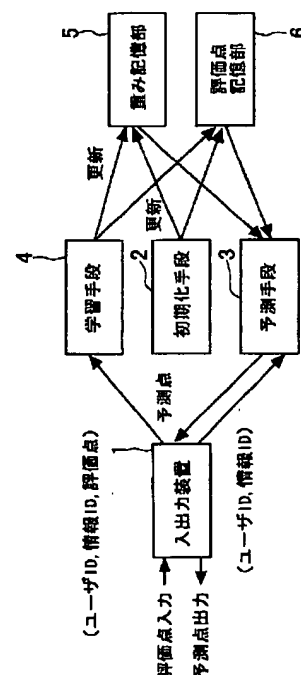 評価点入力
予測点出力
(ユーザID,情報ID,評価点)
入出力装置
(ユーザID,情報ID)
予測点
4
学習手段
2
初期化手段
3
予測手段
更新
更新
5
重み記憶部
6
評価点
記憶部